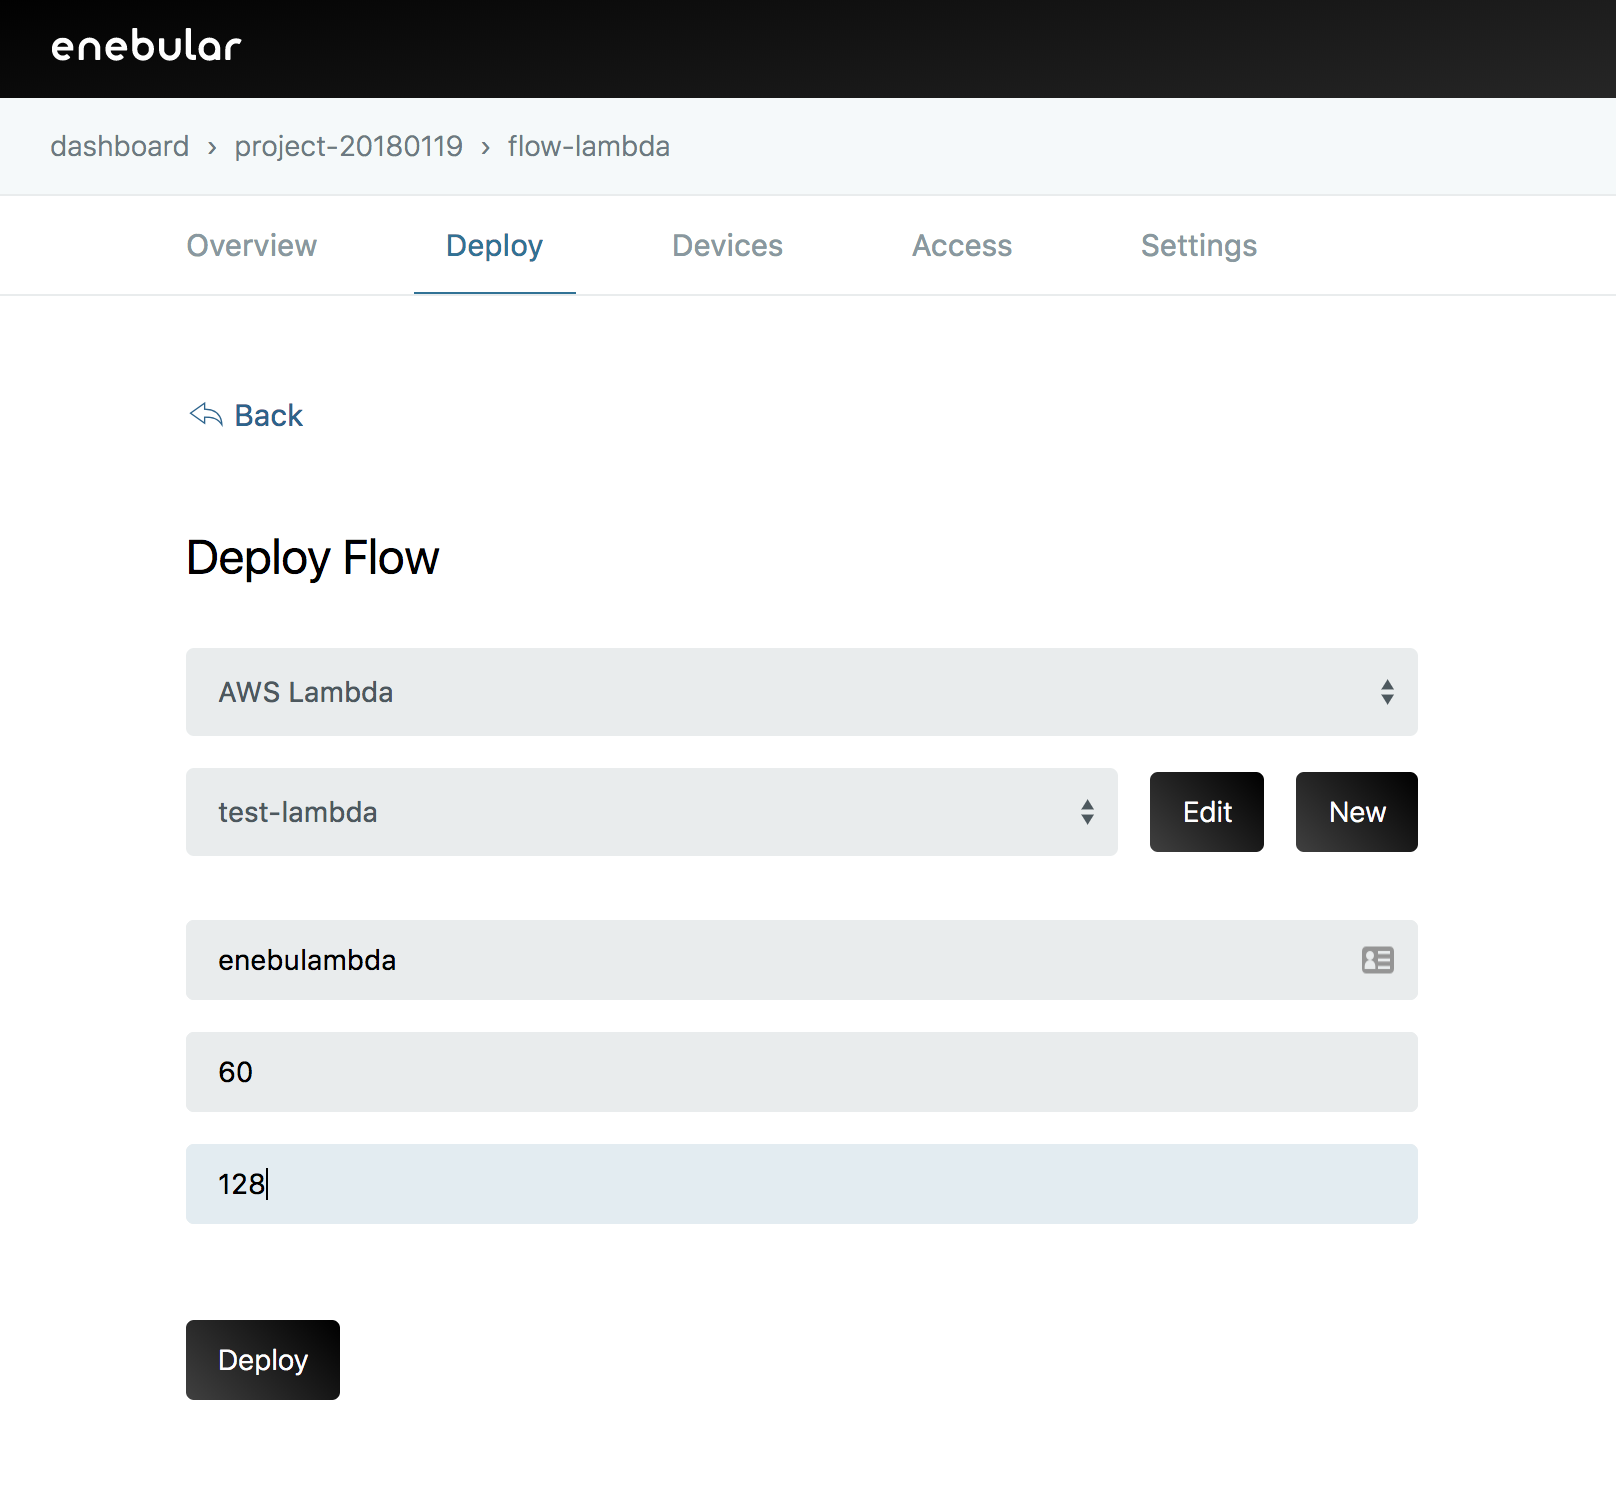 enebular
dashboard › project-20180119 › flow-lambda
Overview Deploy Devices Access Settings
Back
Deploy Flow
AWS Lambda
test-lambda Edit New
enebulambda
60
128
Deploy